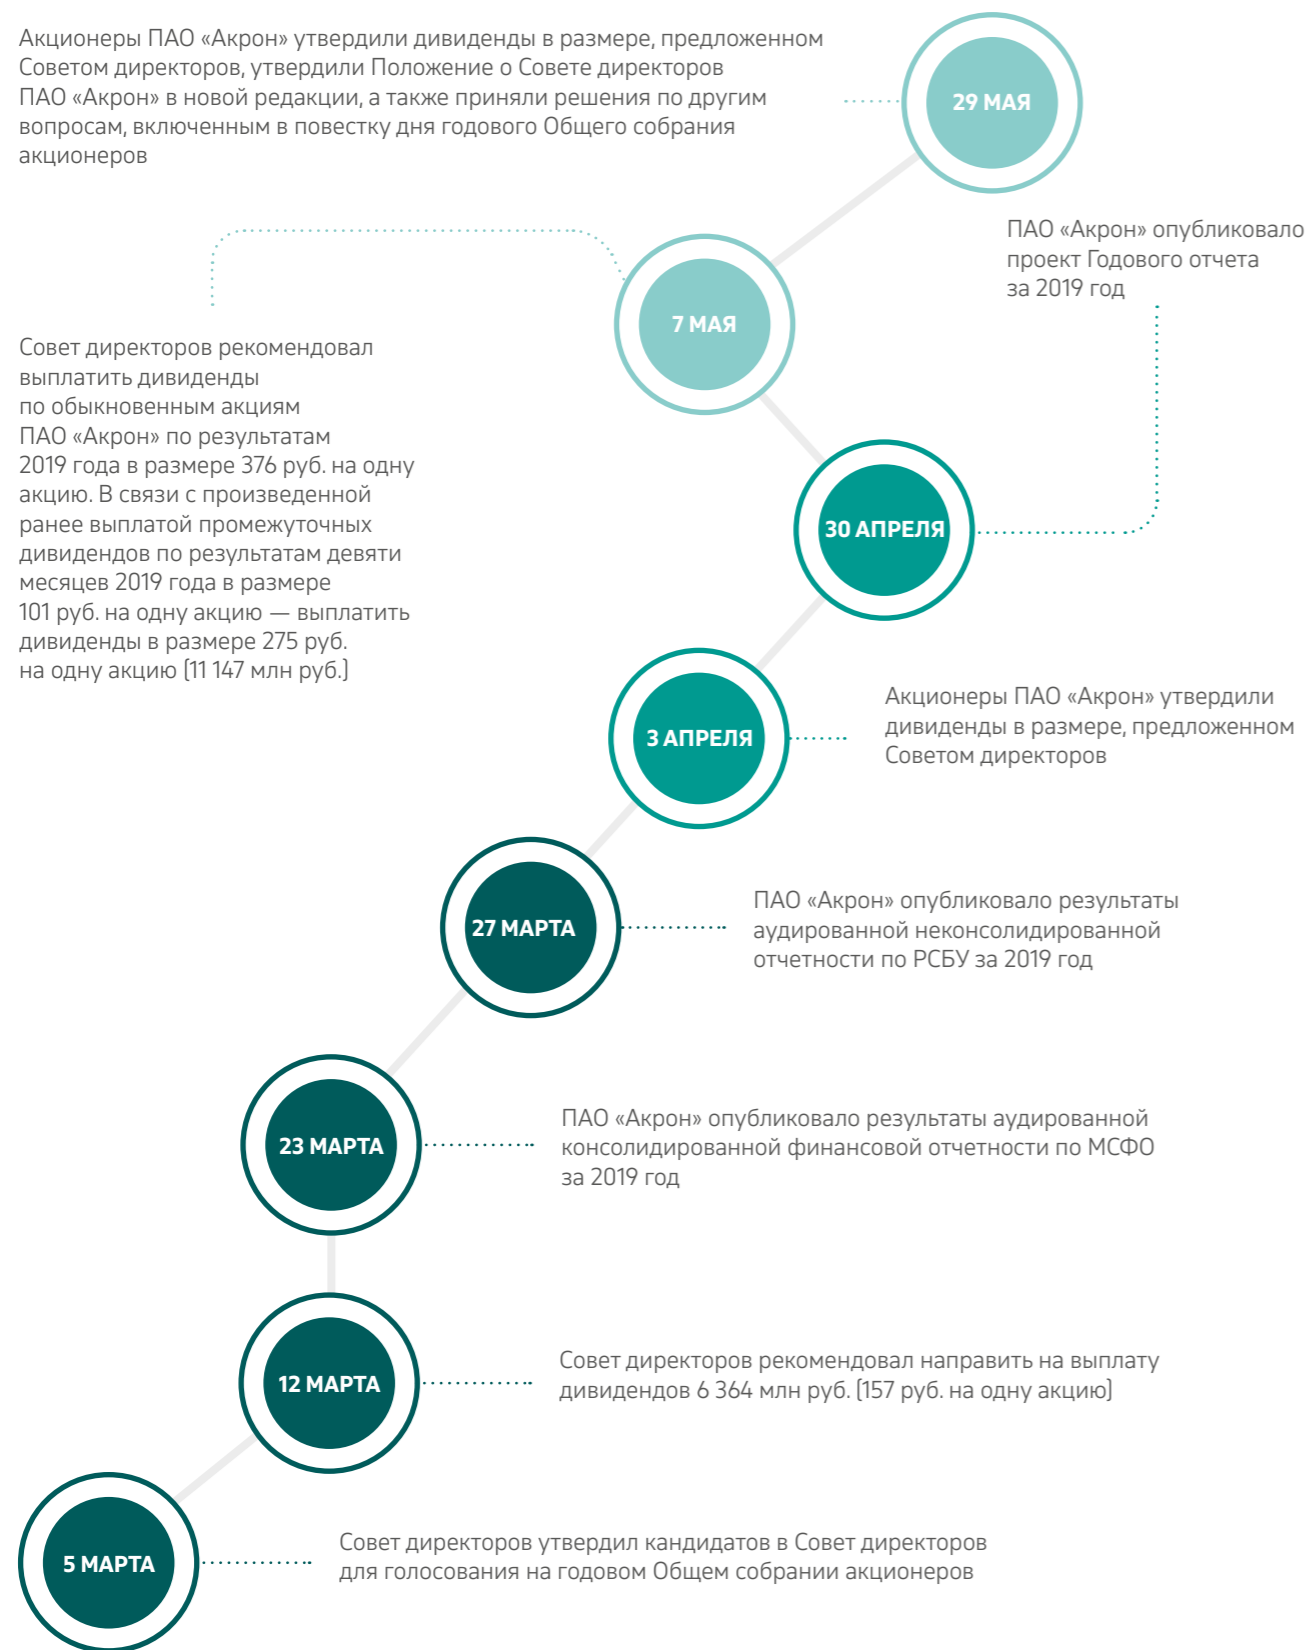 Акционеры ПАО «Акрон» утвердили дивиденды в размере, предложенном
Советом директоров, утвердили Положение о Совете директоров
ПАО «Акрон» в новой редакции, а также приняли решения по другим
вопросам, включенным в повестку дня годового Общего собрания
акционеров
29 МАЯ
ПАО «Акрон» опубликовало
проект Годового отчета
за 2019 год
7 МАЯ
Совет директоров рекомендовал
выплатить дивиденды
по обыкновенным акциям
ПАО «Акрон» по результатам
2019 года в размере 376 руб. на одну
акцию. В связи с произведенной
ранее выплатой промежуточных
дивидендов по результатам девяти
месяцев 2019 года в размере
101 руб. на одну акцию — выплатить
дивиденды в размере 275 руб.
на одну акцию (11 147 млн руб.)
30 АПРЕЛЯ
3 АПРЕЛЯ
Акционеры ПАО «Акрон» утвердили
дивиденды в размере, предложенном
Советом директоров
27 МАРТА
ПАО «Акрон» опубликовало результаты
аудированной неконсолидированной
отчетности по РСБУ за 2019 год
23 МАРТА
ПАО «Акрон» опубликовало результаты аудированной
консолидированной финансовой отчетности по МСФО
за 2019 год
12 МАРТА
Совет директоров рекомендовал направить на выплату
дивидендов 6 364 млн руб. (157 руб. на одну акцию)
5 МАРТА
Совет директоров утвердил кандидатов в Совет директоров
для голосования на годовом Общем собрании акционеров